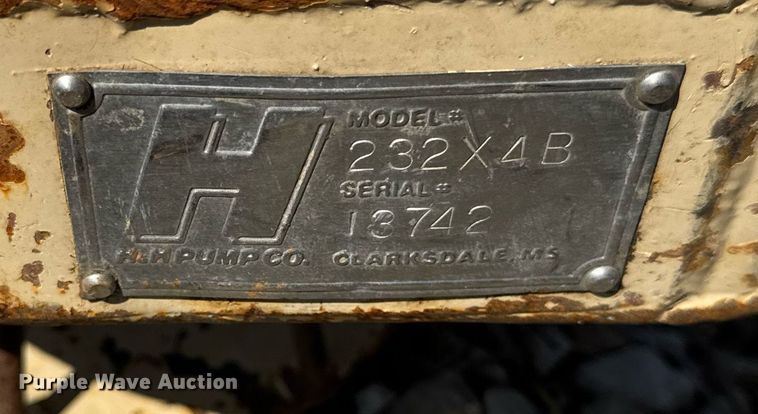 H
MODEL #
232X4B
SERIAL #
13742
H&H PUMP CO. CLARKSDALE, MS
Purple Wave Auction